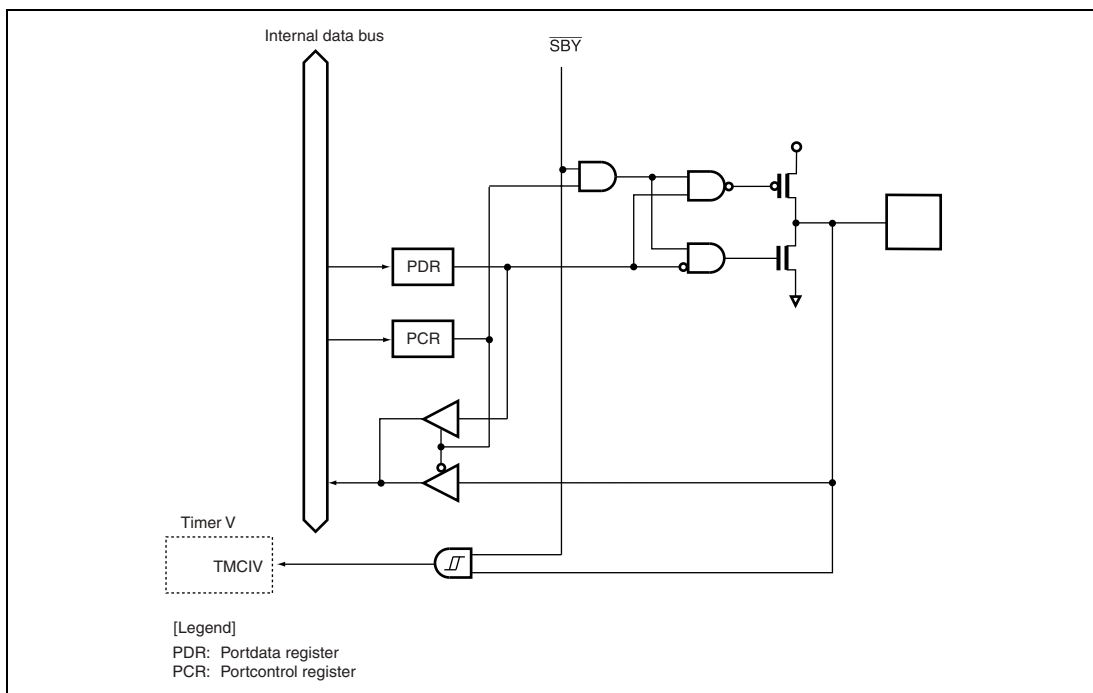 Internal data bus
SBY
PDR
PCR
Timer V
TMCIV
[Legend]
PDR: Portdata register
PCR: Portcontrol register